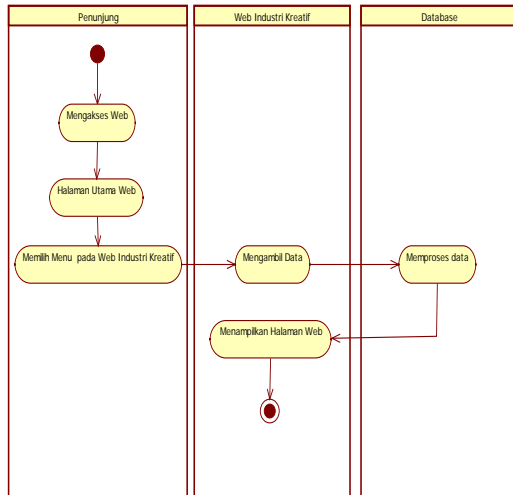 Penunjung
Web Industri Kreatif
Database
Mengakses Web
Halaman Utama Web
Memilih Menu pada Web Industri Kreatif
Mengambil Data
Memproses data
Menampilkan Halaman Web